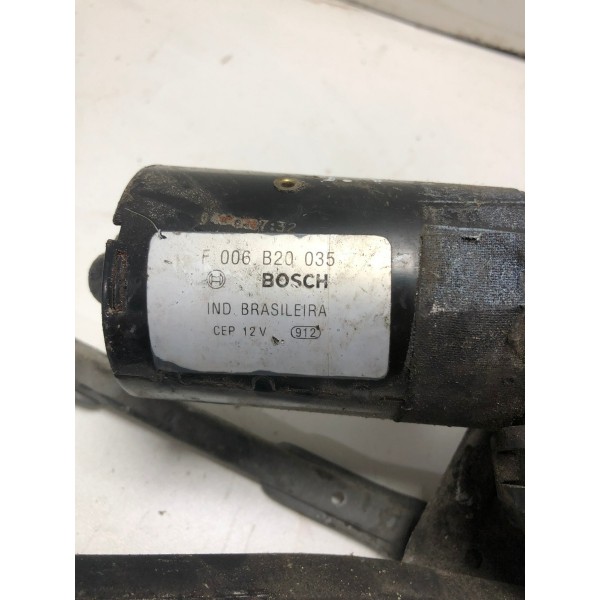 F 006 B20 035
BOSCH
IND. BRASILEIRA
CEP 12 V 912